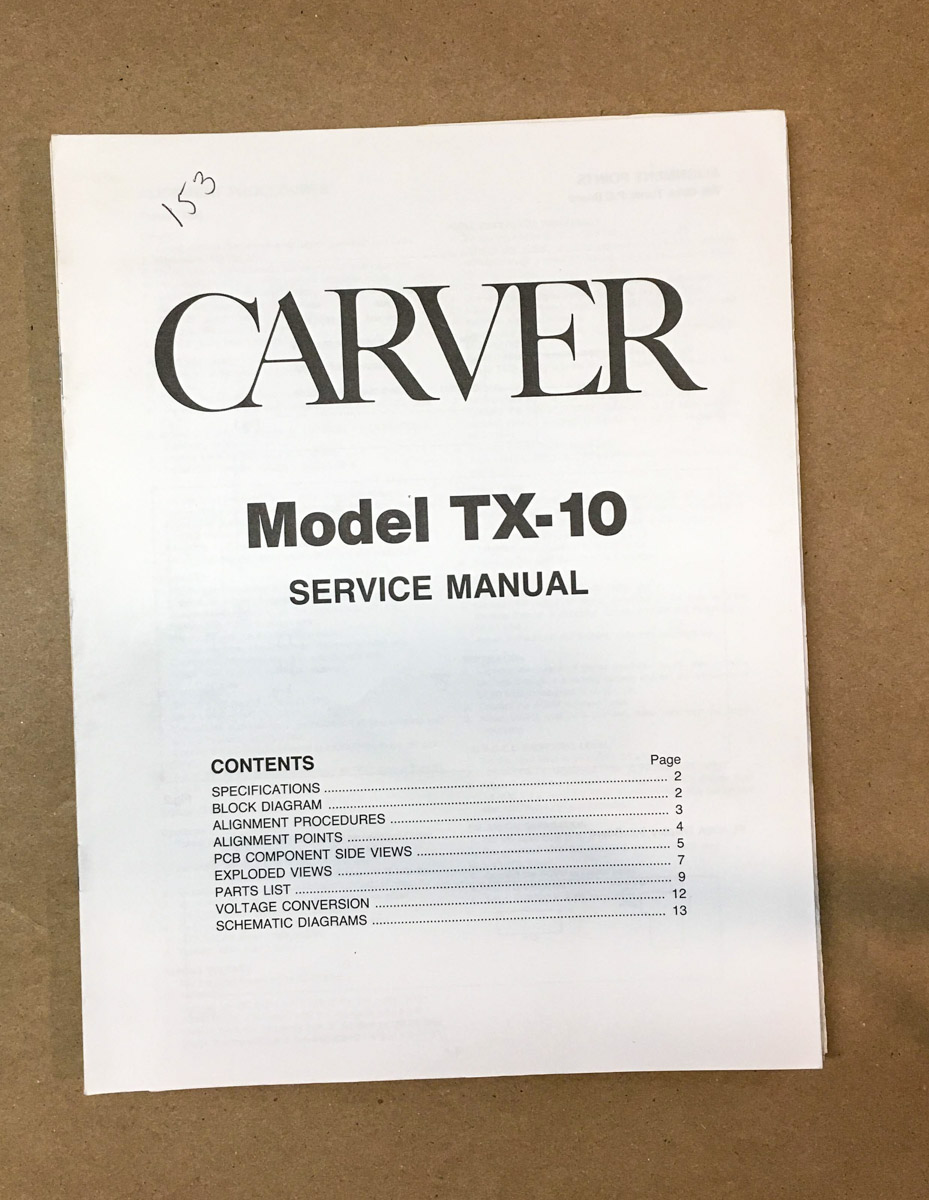 153
CARVER
Model TX-10
SERVICE MANUAL
CONTENTS Page
SPECIFICATIONS ........ 2
BLOCK DIAGRAM ........ 2
ALIGNMENT PROCEDURES ........ 3
ALIGNMENT POINTS ........ 4
PCB COMPONENT SIDE VIEWS ........ 5
EXPLODED VIEWS ........ 7
PARTS LIST ........ 9
VOLTAGE CONVERSION ........ 12
SCHEMATIC DIAGRAMS ........ 13